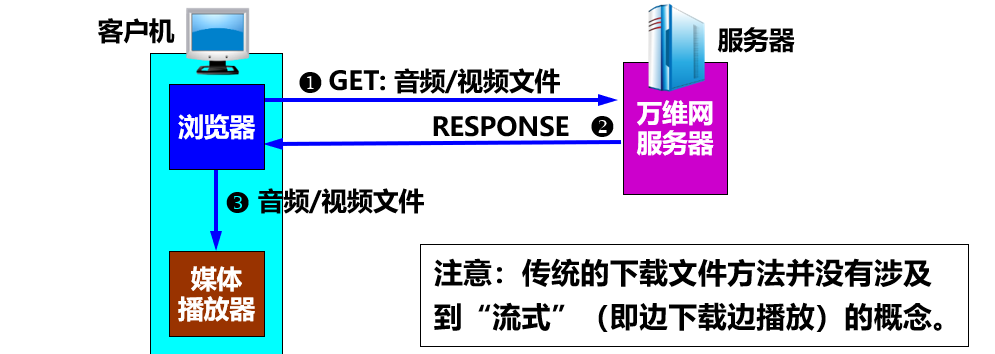 客户机
服务器
❶ GET: 音频/视频文件
浏览器
万维网
服务器
RESPONSE ❷
❸ 音频/视频文件
媒体
播放器
注意：传统的下载文件方法并没有涉及
到“流式”（即边下载边播放）的概念。